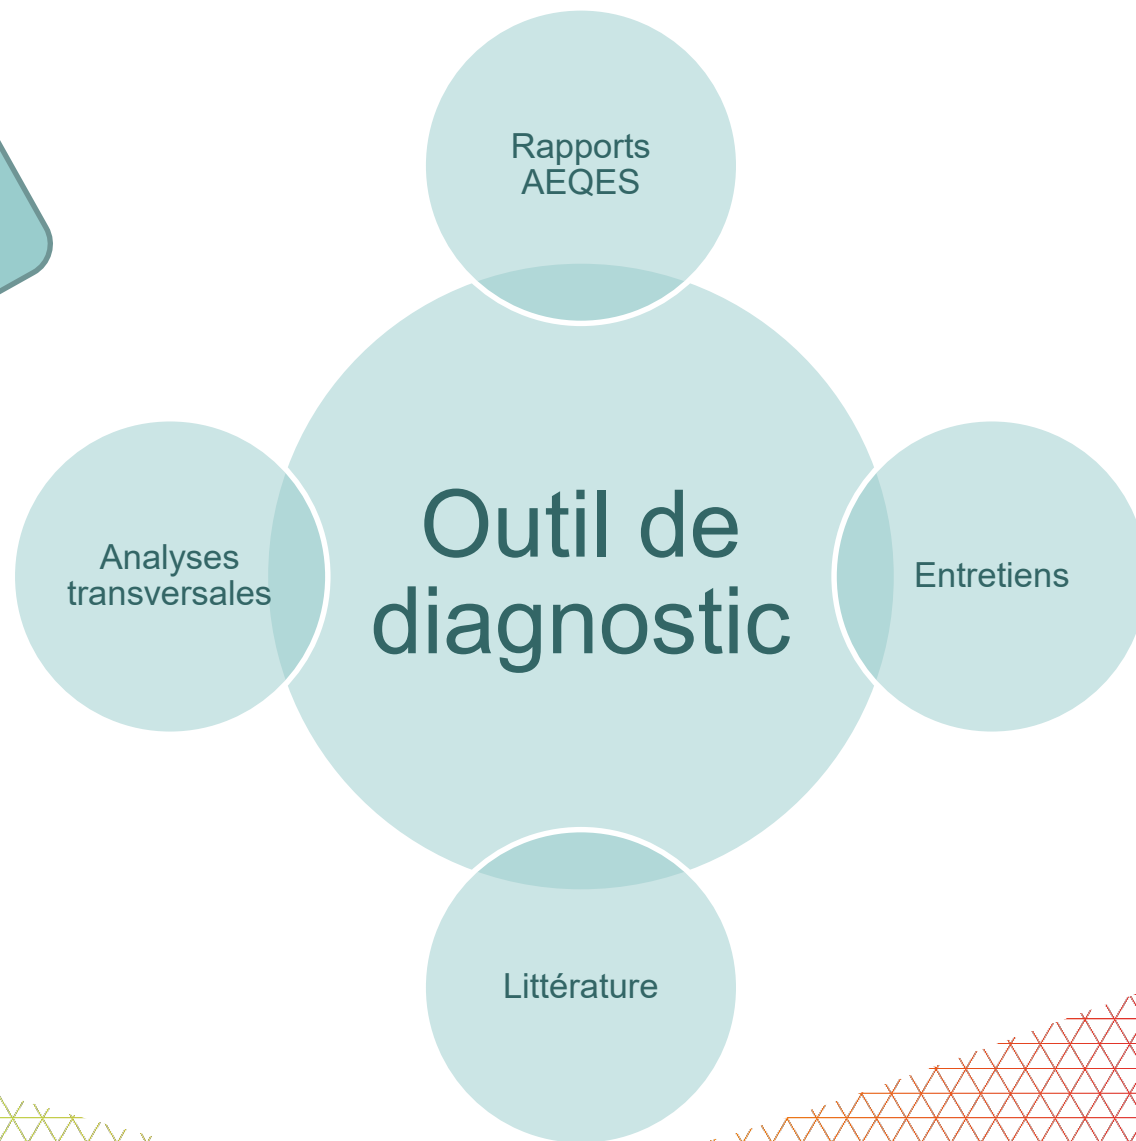 Rapports
AEQES
Analyses
transversales
Outil de
diagnostic
Entretiens
Littérature